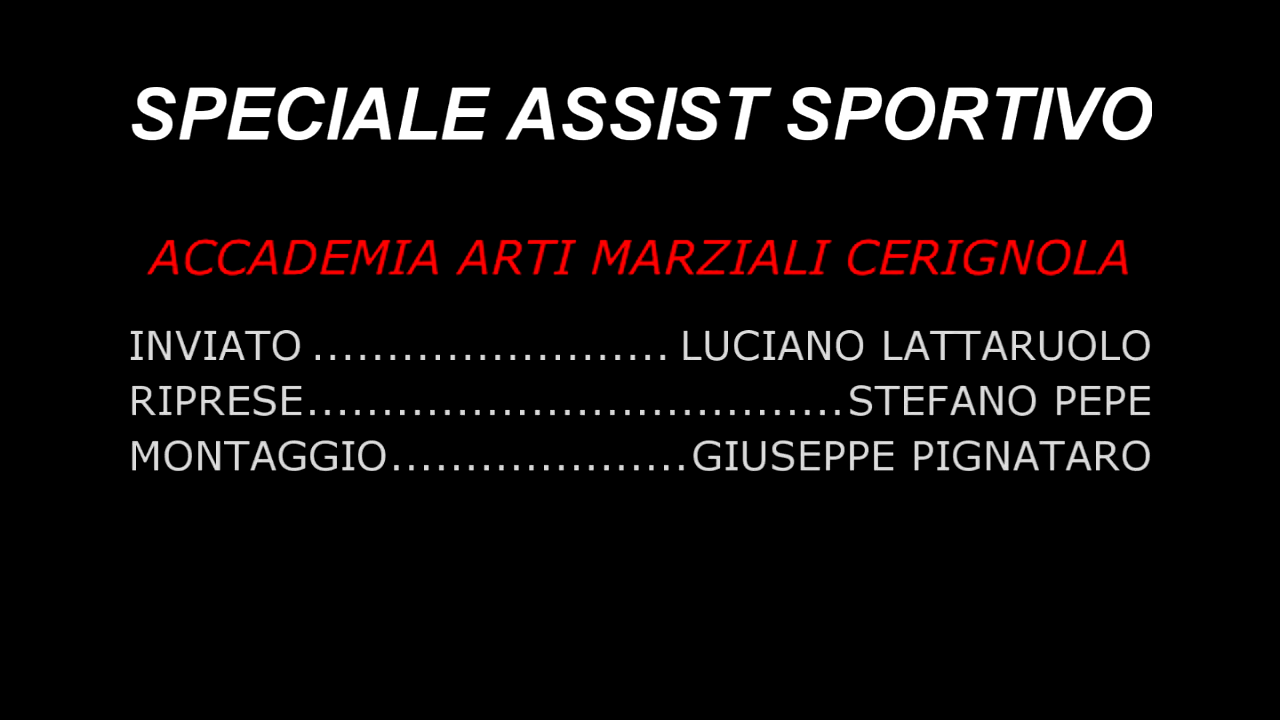 SPECIALE ASSIST SPORTIVO
ACCADEMIA ARTI MARZIALI CERIGNOLA
INVIATO ........................ LUCIANO LATTARUOLO
RIPRESE....................................STEFANO PEPE
MONTAGGIO....................GIUSEPPE PIGNATARO